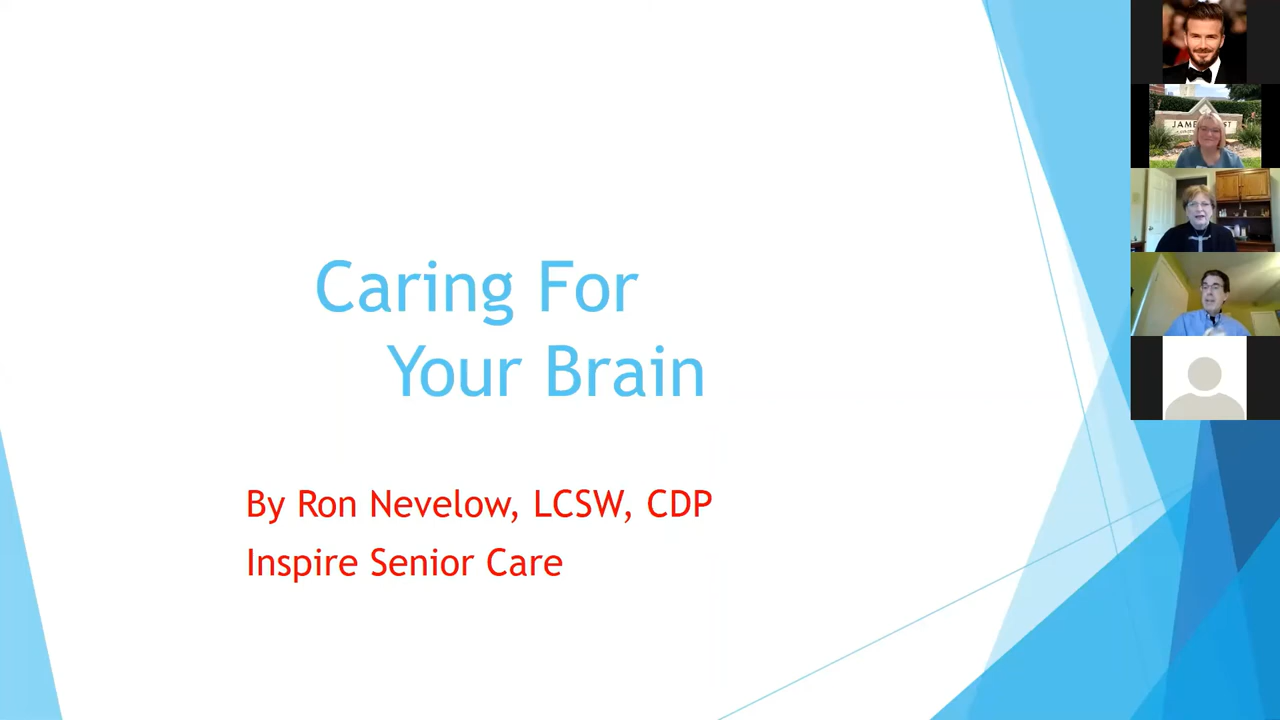 Caring For
Your Brain
By Ron Nevelow, LCSW, CDP
Inspire Senior Care